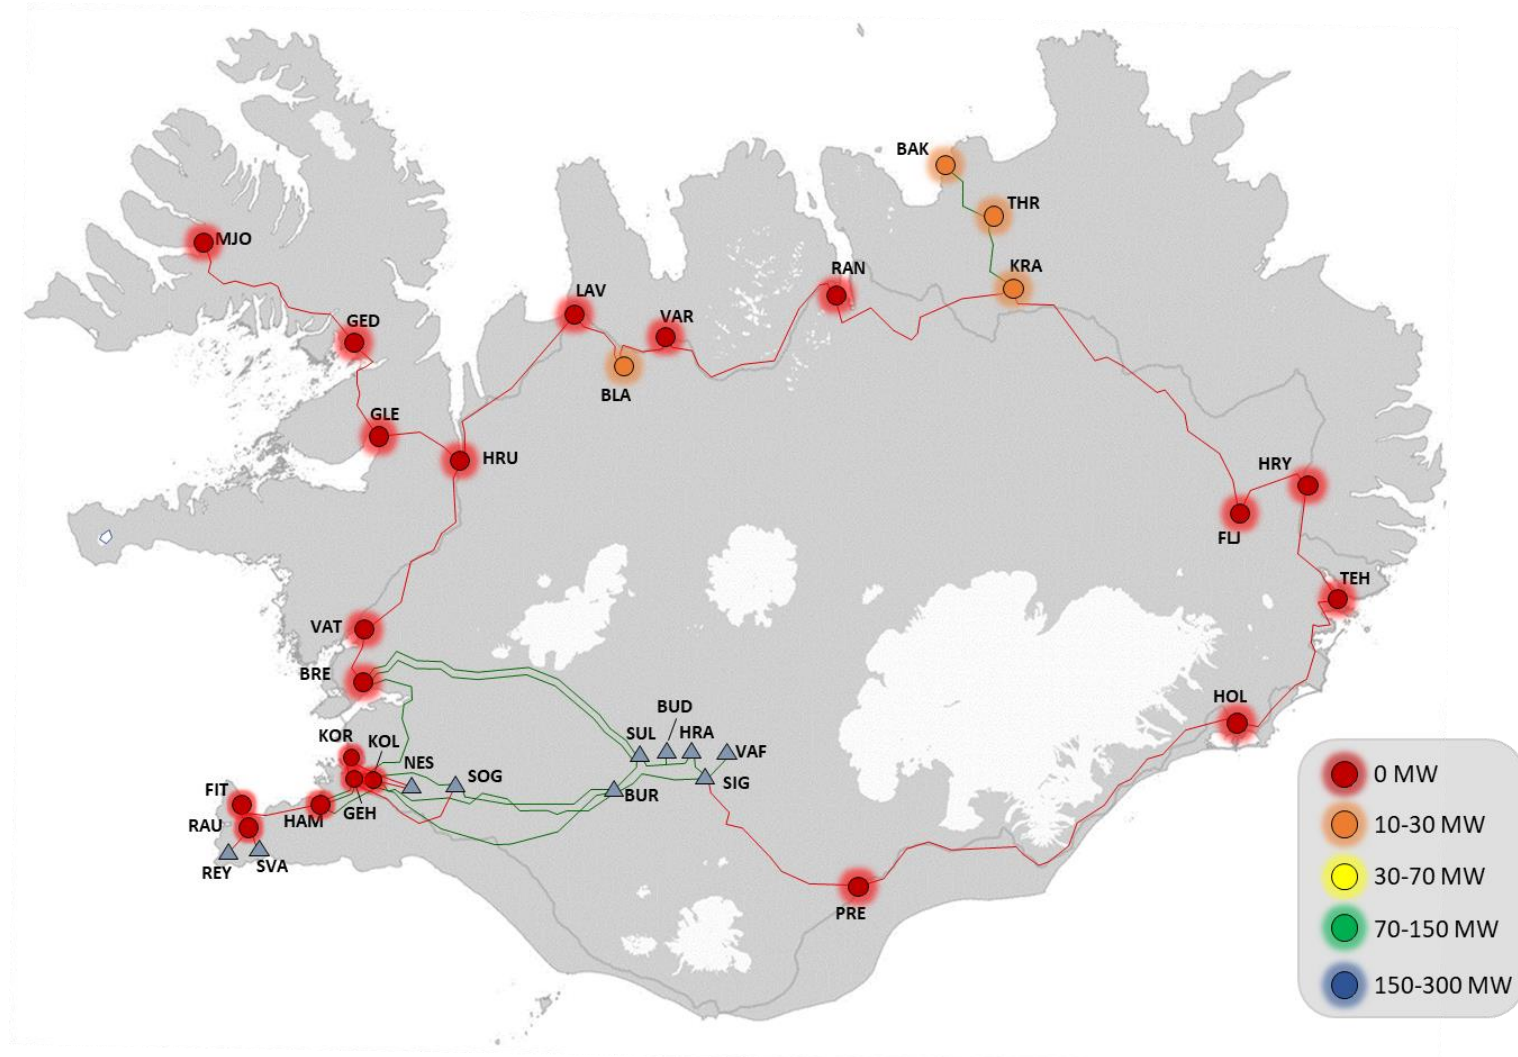 BAK
THR
MJO
KRA
RAN
LAV
GED
VAR
BLA
GLE
HRU
HRY
FLJ
TEH
VAT
BRE
HOL
BUD
KOR
KOL
SUL
HRA
VAF
NES
SOG
SIG
FIT
BUR
GEH
HAM
RAU
REY
SVA
PRE
0 MW
10-30 MW
30-70 MW
70-150 MW
150-300 MW